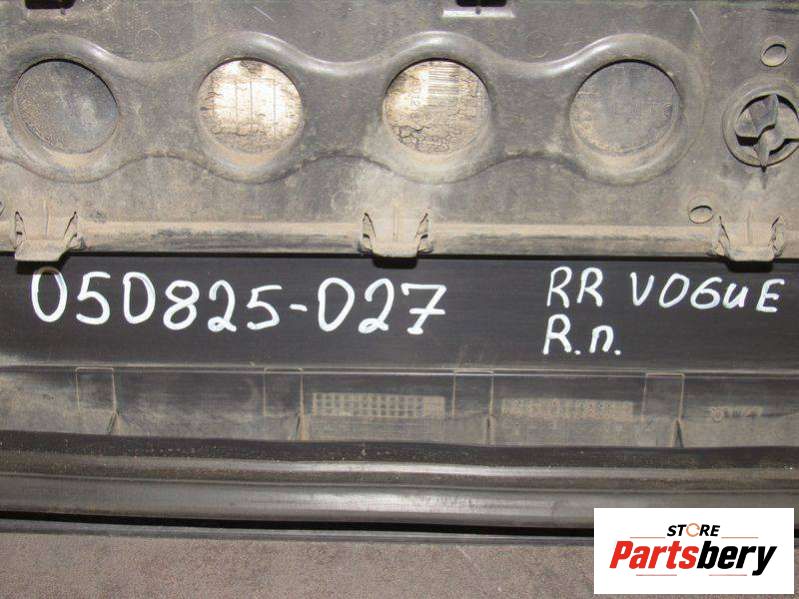 050825-027
RR VOGUE
R.п.
STORE
Partsbery